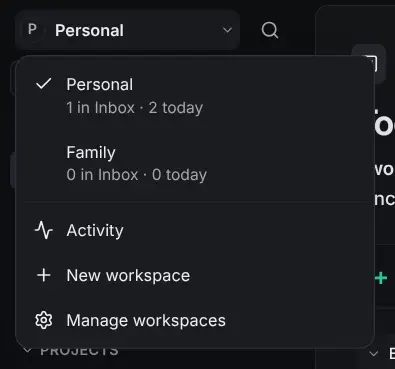 P Personal
Personal
1 in Inbox · 2 today
Family
0 in Inbox · 0 today
Activity
New workspace
Manage workspaces
PROJECTS